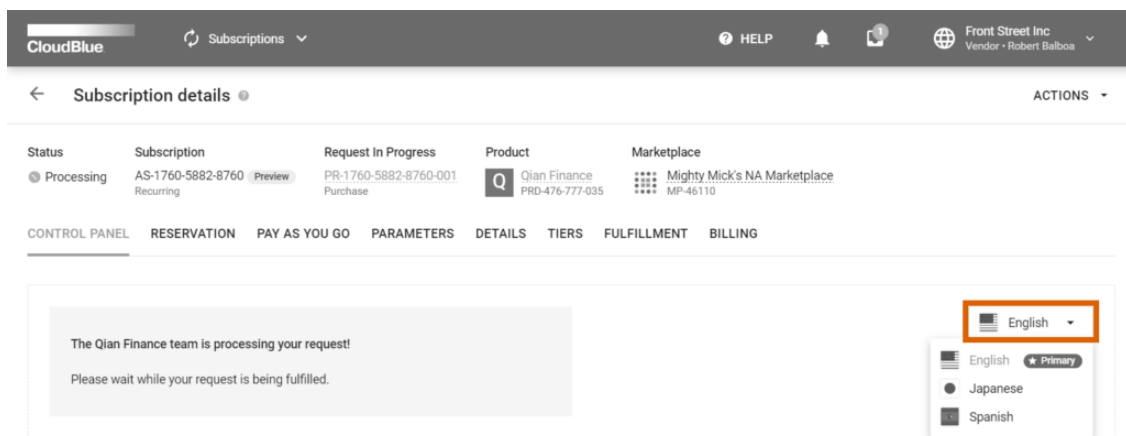 CloudBlue
Subscriptions
HELP
1
Front Street Inc
Vendor • Robert Balboa
Subscription details
ACTIONS
Status
Subscription
Request In Progress
Product
Marketplace
Processing
AS-1760-5882-8760 Preview
Recurring
PR-1760-5882-8760-001
Purchase
Q
Qian Finance
PRD-476-777-035
Mighty Mick's NA Marketplace
MP-46110
CONTROL PANEL RESERVATION PAY AS YOU GO PARAMETERS DETAILS TIERS FULFILLMENT BILLING
English
The Qian Finance team is processing your request!
Please wait while your request is being fulfilled.
English Primary
Japanese
Spanish